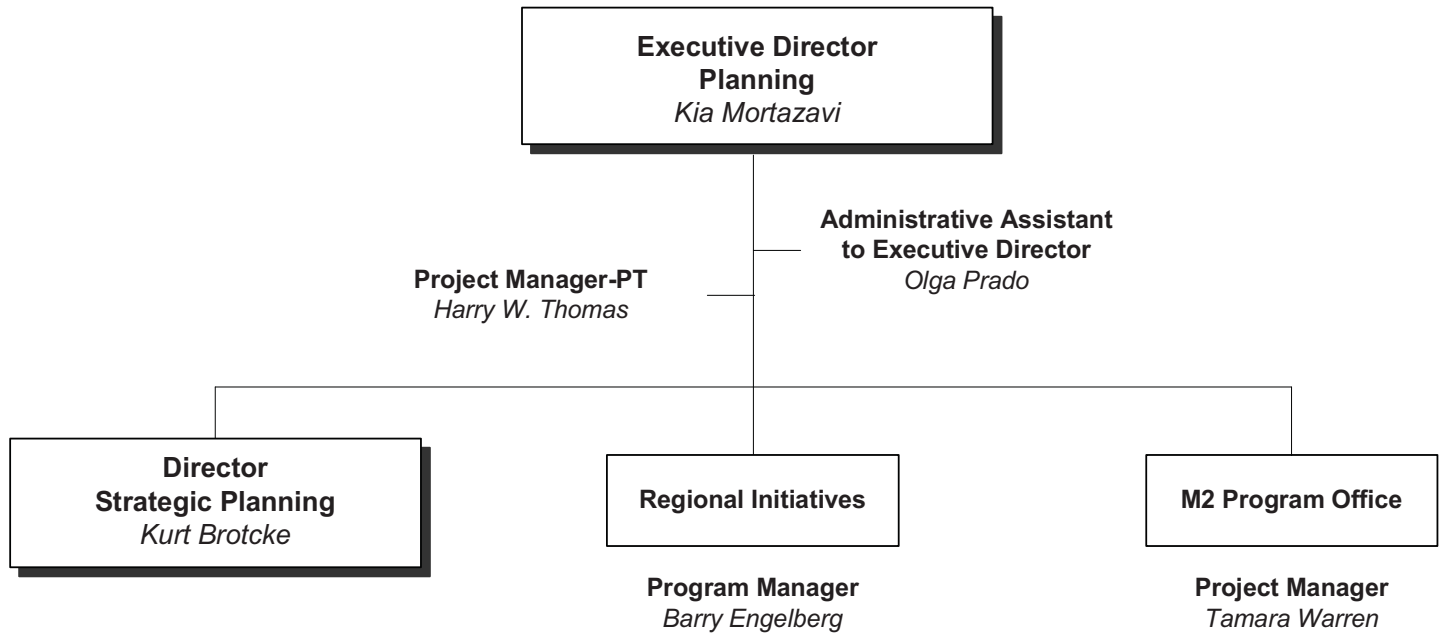 Executive Director
Planning
Kia Mortazavi
Administrative Assistant
to Executive Director
Olga Prado
Project Manager-PT
Harry W. Thomas
Director
Strategic Planning
Kurt Brotcke
Regional Initiatives
Program Manager
Barry Engelberg
M2 Program Office
Project Manager
Tamara Warren